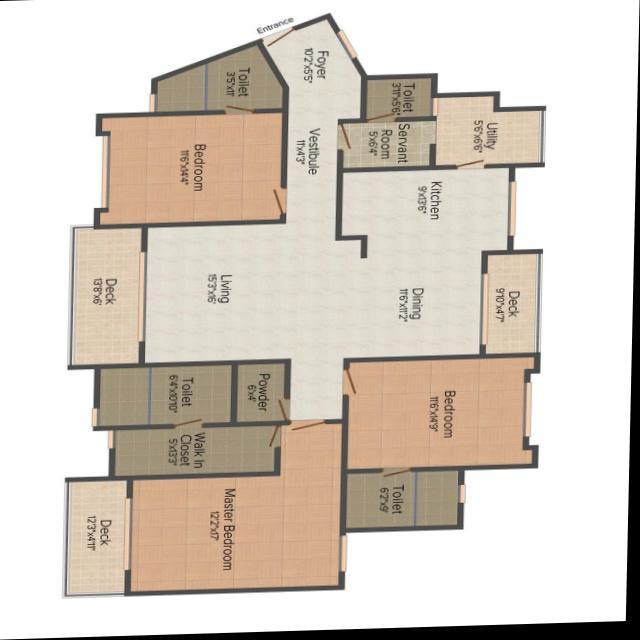 Entrance
Foyer
10'2"x5'5"
Toilet
3'5"x11'
Toilet
3'11"x5'6"
Utility
5'6"x6'6"
Servant
Room
5'x6'4"
Vestibule
11'x4'3"
Bedroom
11'6"x14'4"
Kitchen
9'x13'6"
Deck
13'8"x6'
Living
15'3"x16'
Dining
11'6"x11'2"
Deck
9'10"x4'7"
Toilet
6'4"x10'10"
Powder
6'x4'
Bedroom
11'6"x14'9"
Walk In
Closet
5'x13'3"
Toilet
6'2"x9'
Deck
12'3"x4'11"
Master Bedroom
12'2"x17'